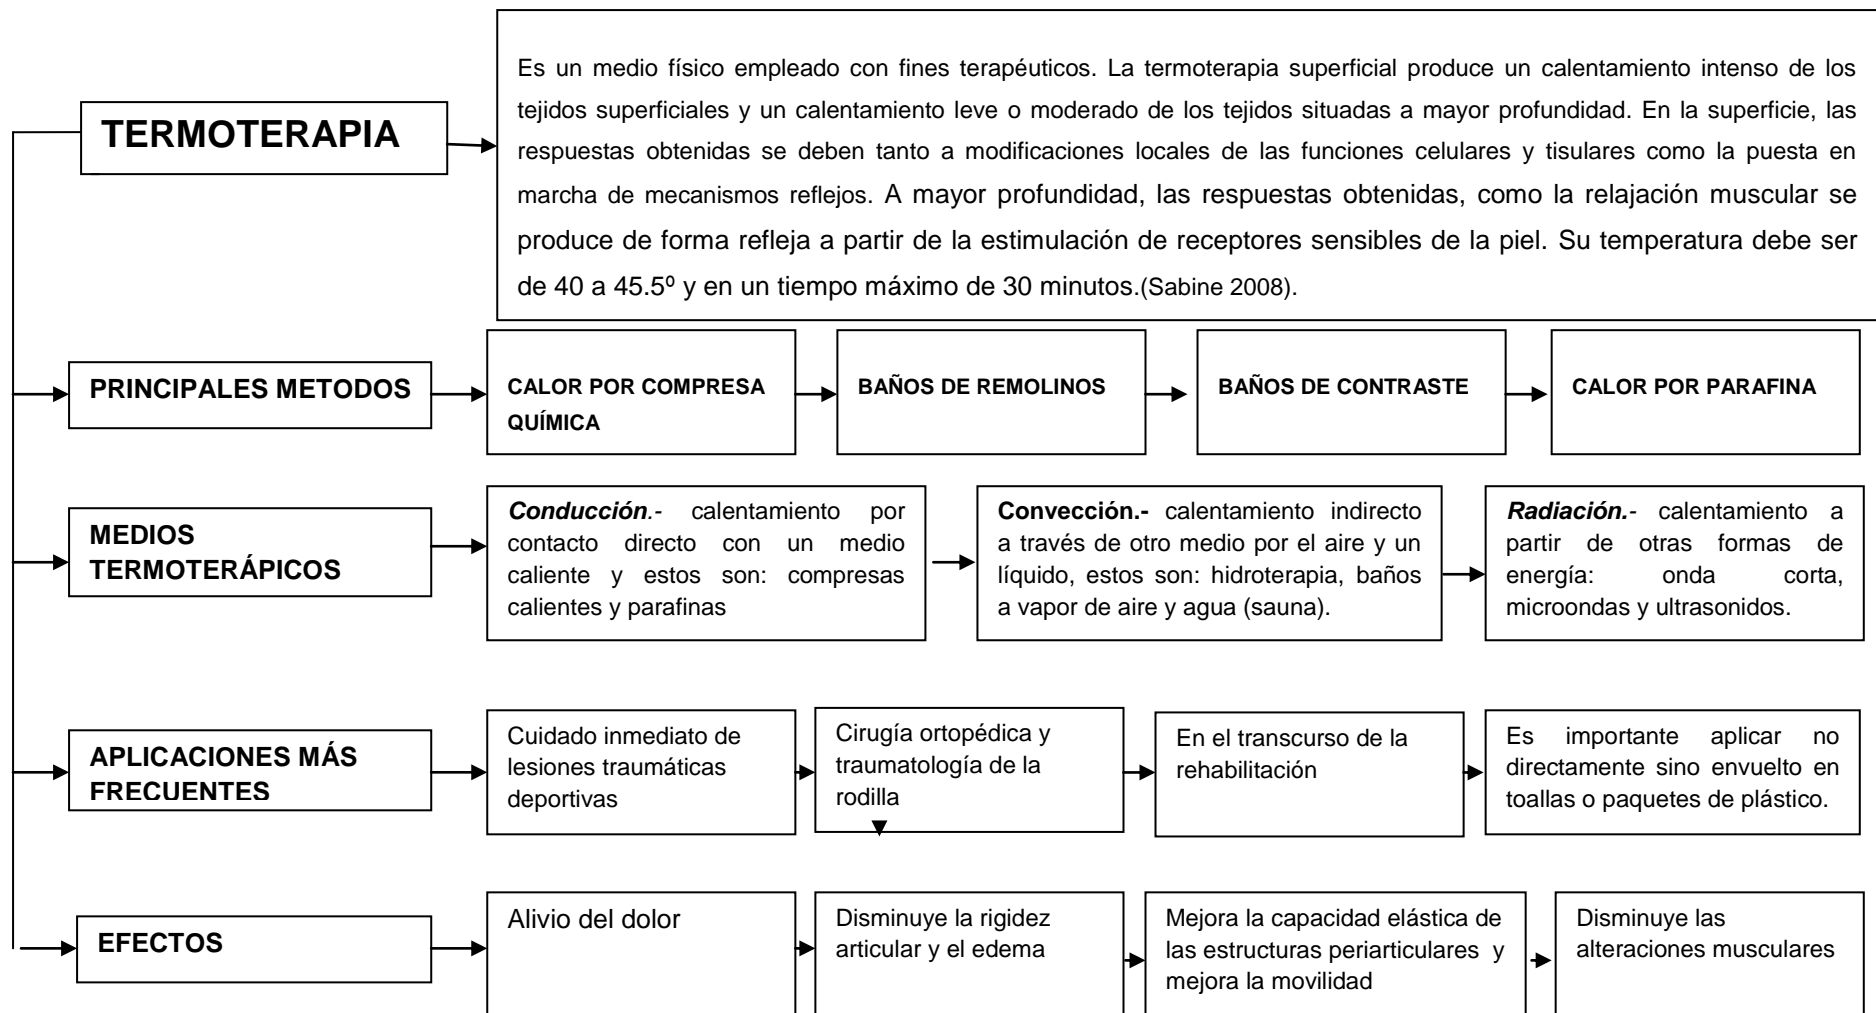 TERMOTERAPIA
Es un medio físico empleado con fines terapéuticos. La termoterapia superficial produce un calentamiento intenso de los
tejidos superficiales y un calentamiento leve o moderado de los tejidos situadas a mayor profundidad. En la superficie, las
respuestas obtenidas se deben tanto a modificaciones locales de las funciones celulares y tisulares como la puesta en
marcha de mecanismos reflejos. A mayor profundidad, las respuestas obtenidas, como la relajación muscular se
produce de forma refleja a partir de la estimulación de receptores sensibles de la piel. Su temperatura debe ser
de 40 a 45.5º y en un tiempo máximo de 30 minutos.(Sabine 2008).
PRINCIPALES METODOS
CALOR POR COMPRESA
QUÍMICA
BAÑOS DE REMOLINOS
BAÑOS DE CONTRASTE
CALOR POR PARAFINA
MEDIOS
TERMOTERÁPICOS
Conducción.- calentamiento por
contacto directo con un medio
caliente y estos son: compresas
calientes y parafinas
Convección.- calentamiento indirecto
a través de otro medio por el aire y un
líquido, estos son: hidroterapia, baños
a vapor de aire y agua (sauna).
Radiación.- calentamiento a
partir de otras formas de
energía: onda corta,
microondas y ultrasonidos.
APLICACIONES MÁS
FRECUENTES
Cuidado inmediato de
lesiones traumáticas
deportivas
Cirugía ortopédica y
traumatología de la
rodilla
En el transcurso de la
rehabilitación
Es importante aplicar no
directamente sino envuelto en
toallas o paquetes de plástico.
EFECTOS
Alivio del dolor
Disminuye la rigidez
articular y el edema
Mejora la capacidad elástica de
las estructuras periarticulares y
mejora la movilidad
Disminuye las
alteraciones musculares